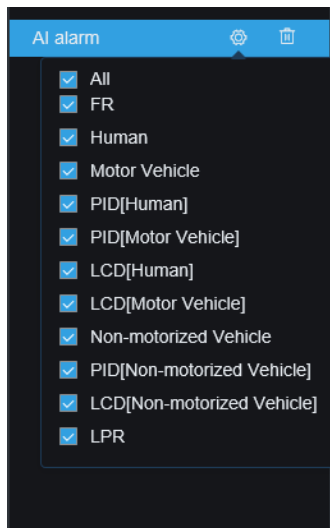 AI alarm
All
FR
Human
Motor Vehicle
PID[Human]
PID[Motor Vehicle]
LCD[Human]
LCD[Motor Vehicle]
Non-motorized Vehicle
PID[Non-motorized Vehicle]
LCD[Non-motorized Vehicle]
LPR